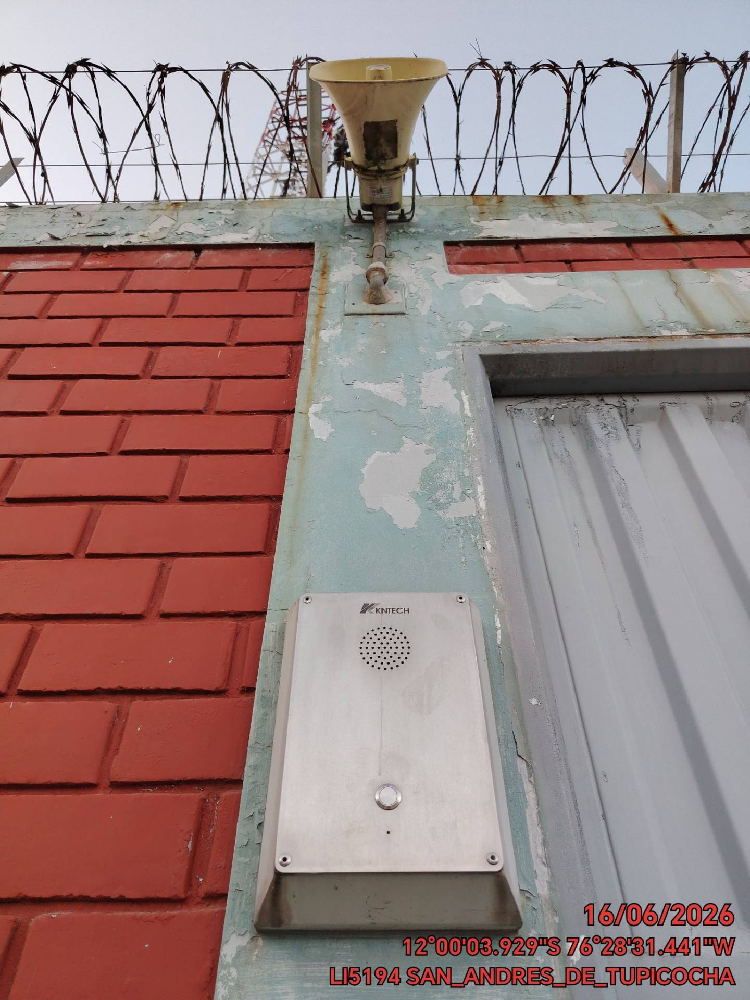 KNTECH
16/06/2026
12°00'03.929"S 76°28'31.441"W
LI5194 SAN_ANDRES_DE_TUPICOCHA